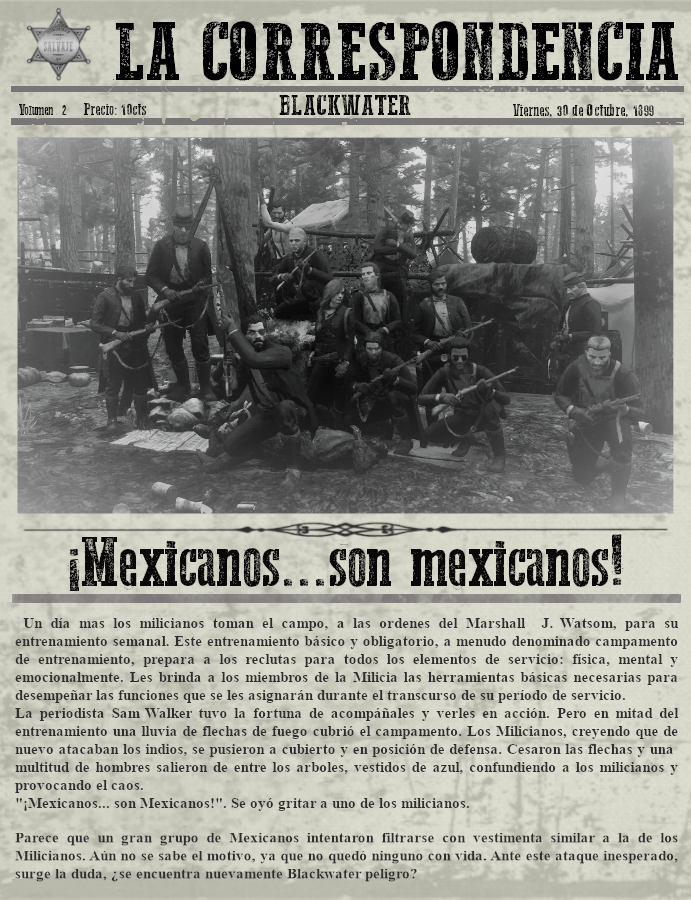 SALVAJE
LA CORRESPONDENCIA
Volumen 2 Precio: 10cts BLACKWATER Viernes, 30 de Octubre, 1899
¡Mexicanos...son mexicanos!
Un día mas los milicianos toman el campo, a las ordenes del Marshall J. Watsom, para su
entrenamiento semanal. Este entrenamiento básico y obligatorio, a menudo denominado campamento
de entrenamiento, prepara a los reclutas para todos los elementos de servicio: física, mental y
emocionalmente. Les brinda a los miembros de la Milicia las herramientas básicas necesarias para
desempeñar las funciones que se les asignarán durante el transcurso de su período de servicio.
La periodista Sam Walker tuvo la fortuna de acompáñales y verles en acción. Pero en mitad del
entrenamiento una lluvia de flechas de fuego cubrió el campamento. Los Milicianos, creyendo que de
nuevo atacaban los indios, se pusieron a cubierto y en posición de defensa. Cesaron las flechas y una
multitud de hombres salieron de entre los arboles, vestidos de azul, confundiendo a los milicianos y
provocando el caos.
"¡Mexicanos... son Mexicanos!". Se oyó gritar a uno de los milicianos.
Parece que un gran grupo de Mexicanos intentaron filtrarse con vestimenta similar a la de los
Milicianos. Aún no se sabe el motivo, ya que no quedó ninguno con vida. Ante este ataque inesperado,
surge la duda, ¿se encuentra nuevamente Blackwater peligro?